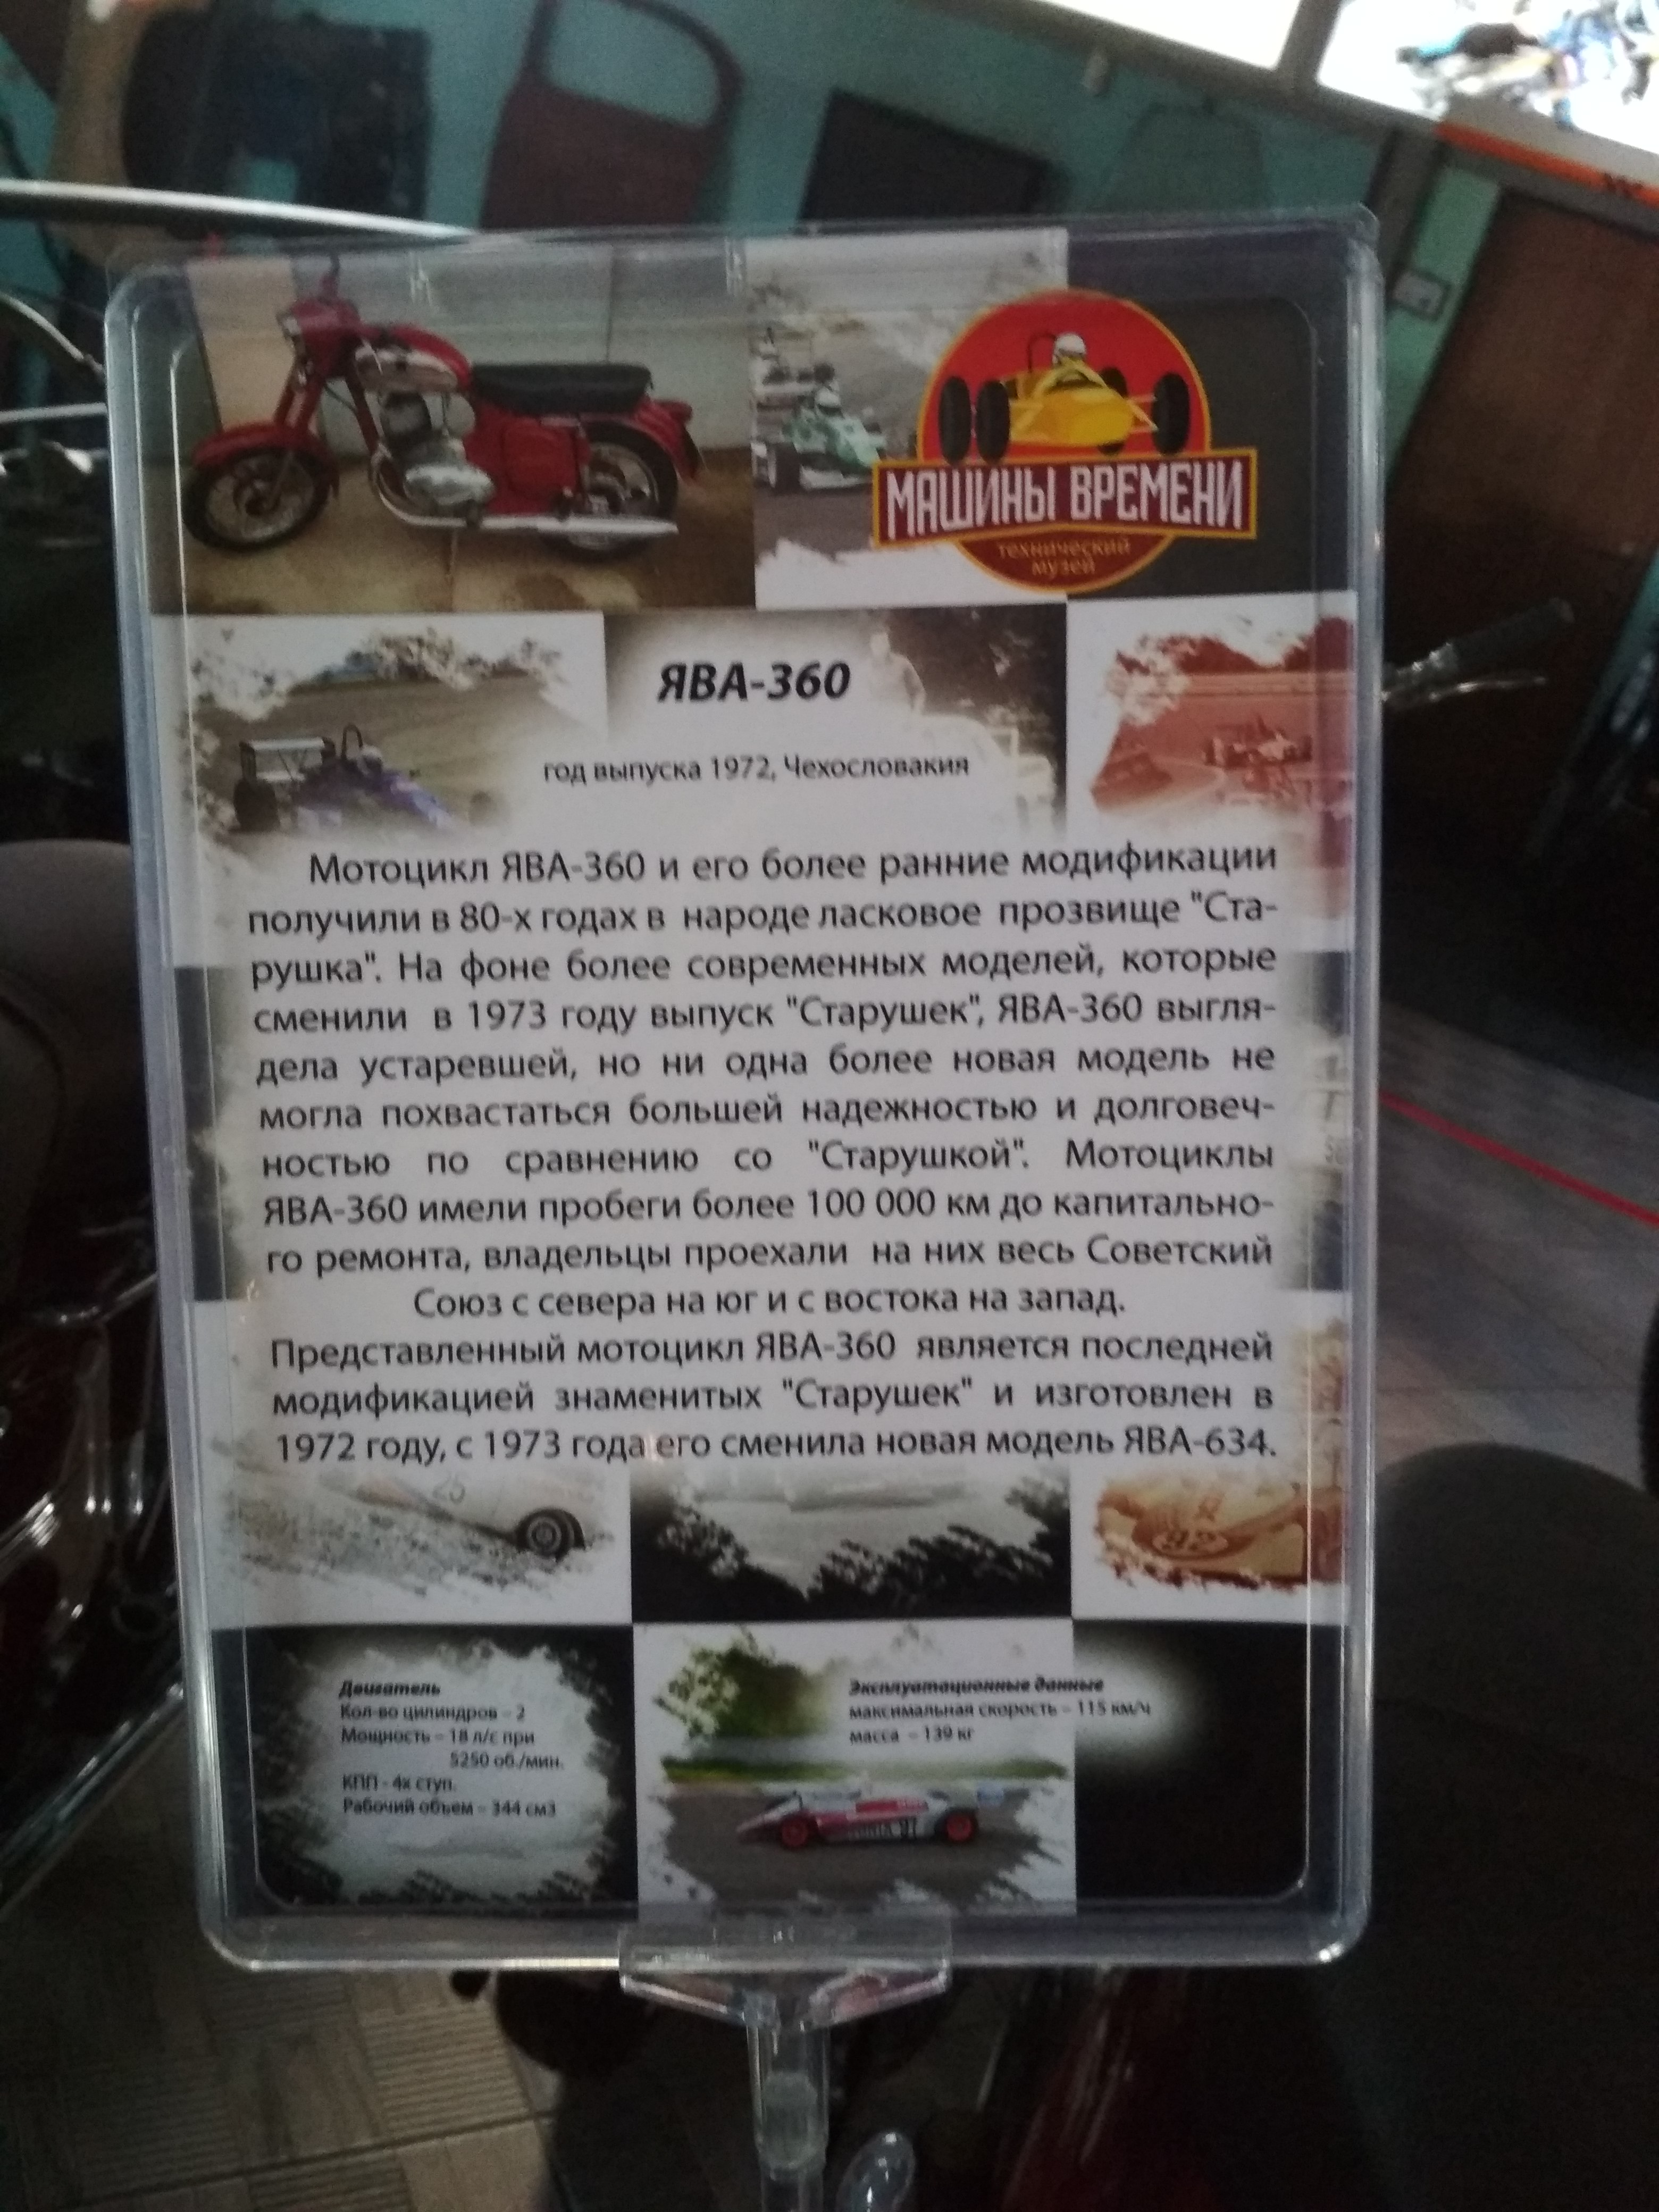 МАШИНЫ ВРЕМЕНИ
технический
музей
ЯВА-360
год выпуска 1972, Чехословакия
Мотоцикл ЯВА-360 и его более ранние модификации
получили в 80-х годах в народе ласковое прозвище "Ста-
рушка". На фоне более современных моделей, которые
сменили в 1973 году выпуск "Старушек", ЯВА-360 выгля-
дела устаревшей, но ни одна более новая модель не
могла похвастаться большей надежностью и долговеч-
ностью по сравнению со "Старушкой". Мотоциклы
ЯВА-360 имели пробеги более 100 000 км до капитально-
го ремонта, владельцы проехали на них весь Советский
Союз с севера на юг и с востока на запад.
Представленный мотоцикл ЯВА-360 является последней
модификацией знаменитых "Старушек" и изготовлен в
1972 году, с 1973 года его сменила новая модель ЯВА-634.
92
Двигатель
Кол-во цилиндров - 2
Мощность - 18 л/с при
5250 об./мин.
КПП - 4х ступ.
Рабочий объем - 344 см3
Эксплуатационные данные
максимальная скорость - 115 км/ч
масса - 139 кг